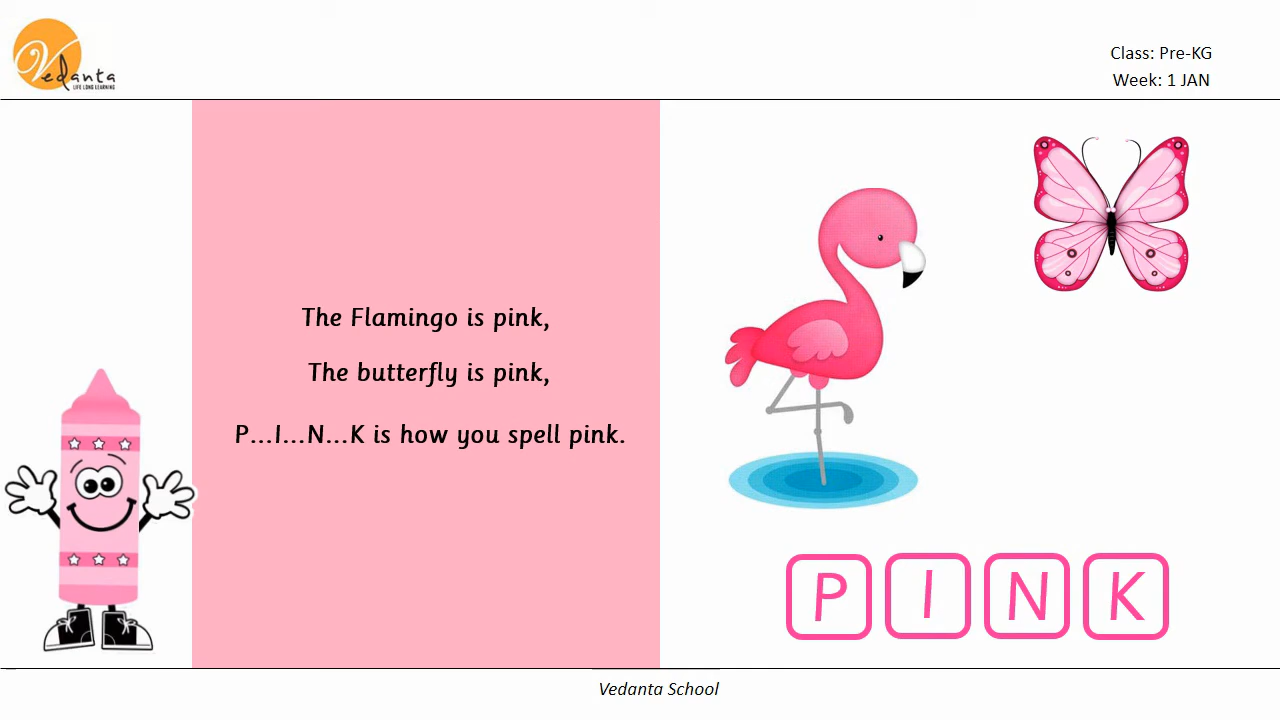 Vedanta
LIFE LONG LEARNING
Class: Pre-KG
Week: 1 JAN
The Flamingo is pink,
The butterfly is pink,
P...I...N...K is how you spell pink.
P I N K
Vedanta School